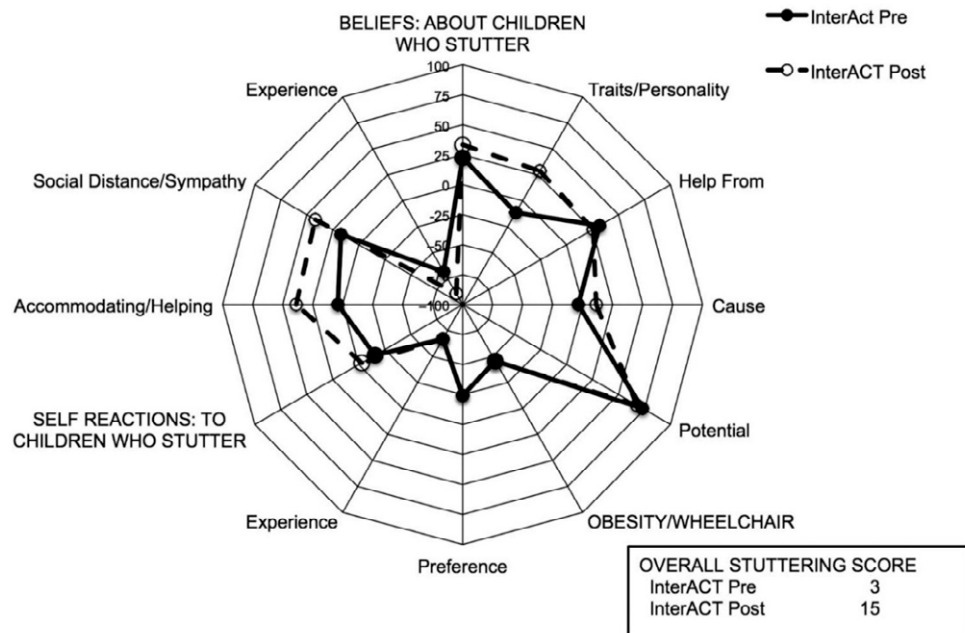 BELIEFS: ABOUT CHILDREN
WHO STUTTER
InterAct Pre
InterACT Post
100
75
50
25
0
-25
-50
-75
-100
Experience
Traits/Personality
Social Distance/Sympathy
Help From
Accommodating/Helping
Cause
SELF REACTIONS: TO
CHILDREN WHO STUTTER
Potential
Experience
OBESITY/WHEELCHAIR
Preference
OVERALL STUTTERING SCORE
InterACT Pre 3
InterACT Post 15